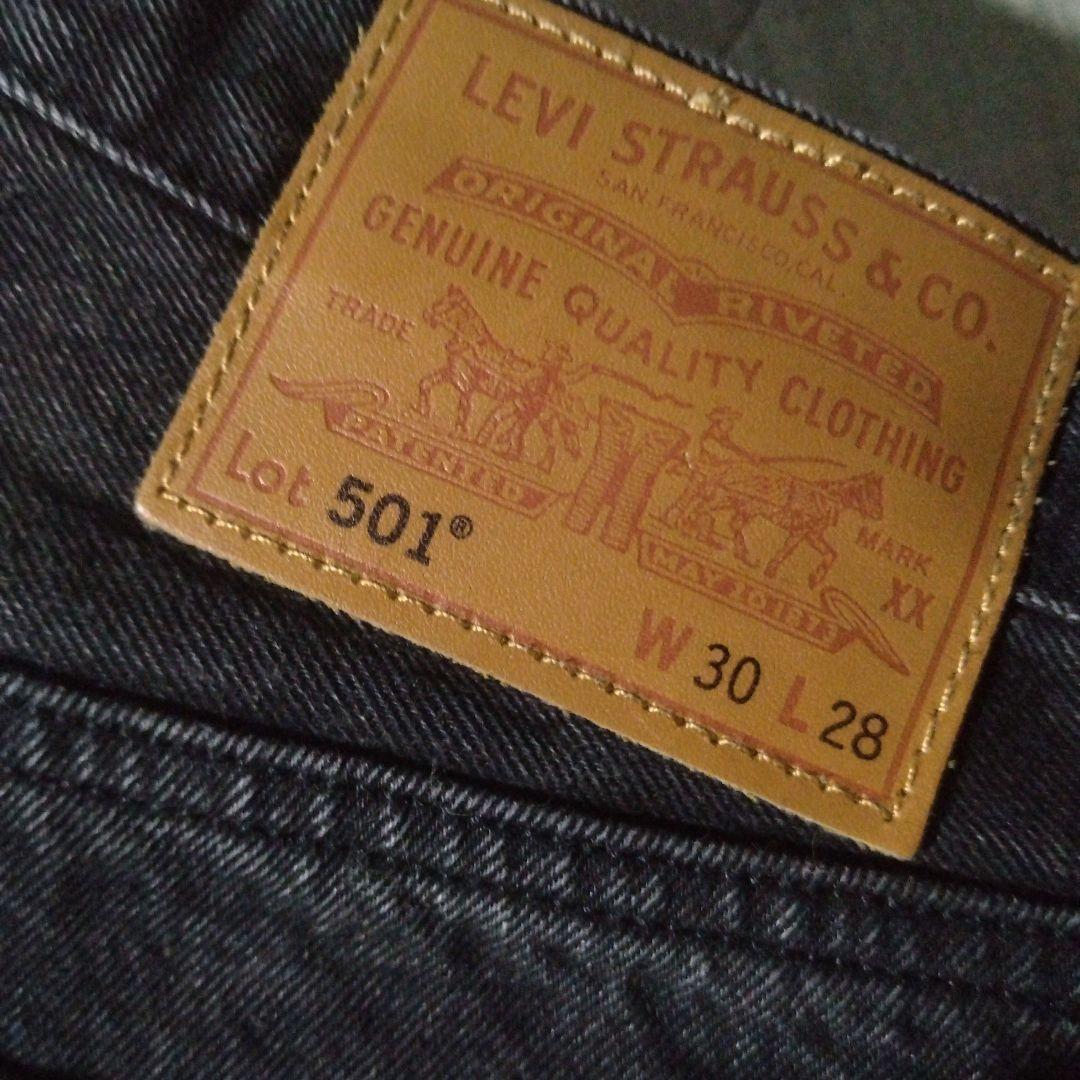 LEVI STRAUSS & CO.
SAN FRANCISCO, CAL.
ORIGINAL RIVETED
GENUINE QUALITY CLOTHING
TRADE
MARK
PATENTED
MAY 20 1873
XX
Lot 501®
W 30 L 28